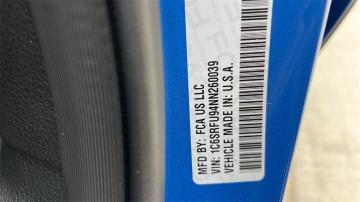 MFD BY: FCA US LLC
VIN: 1C6SRFU94NN260039
VEHICLE MADE IN: U.S.A.